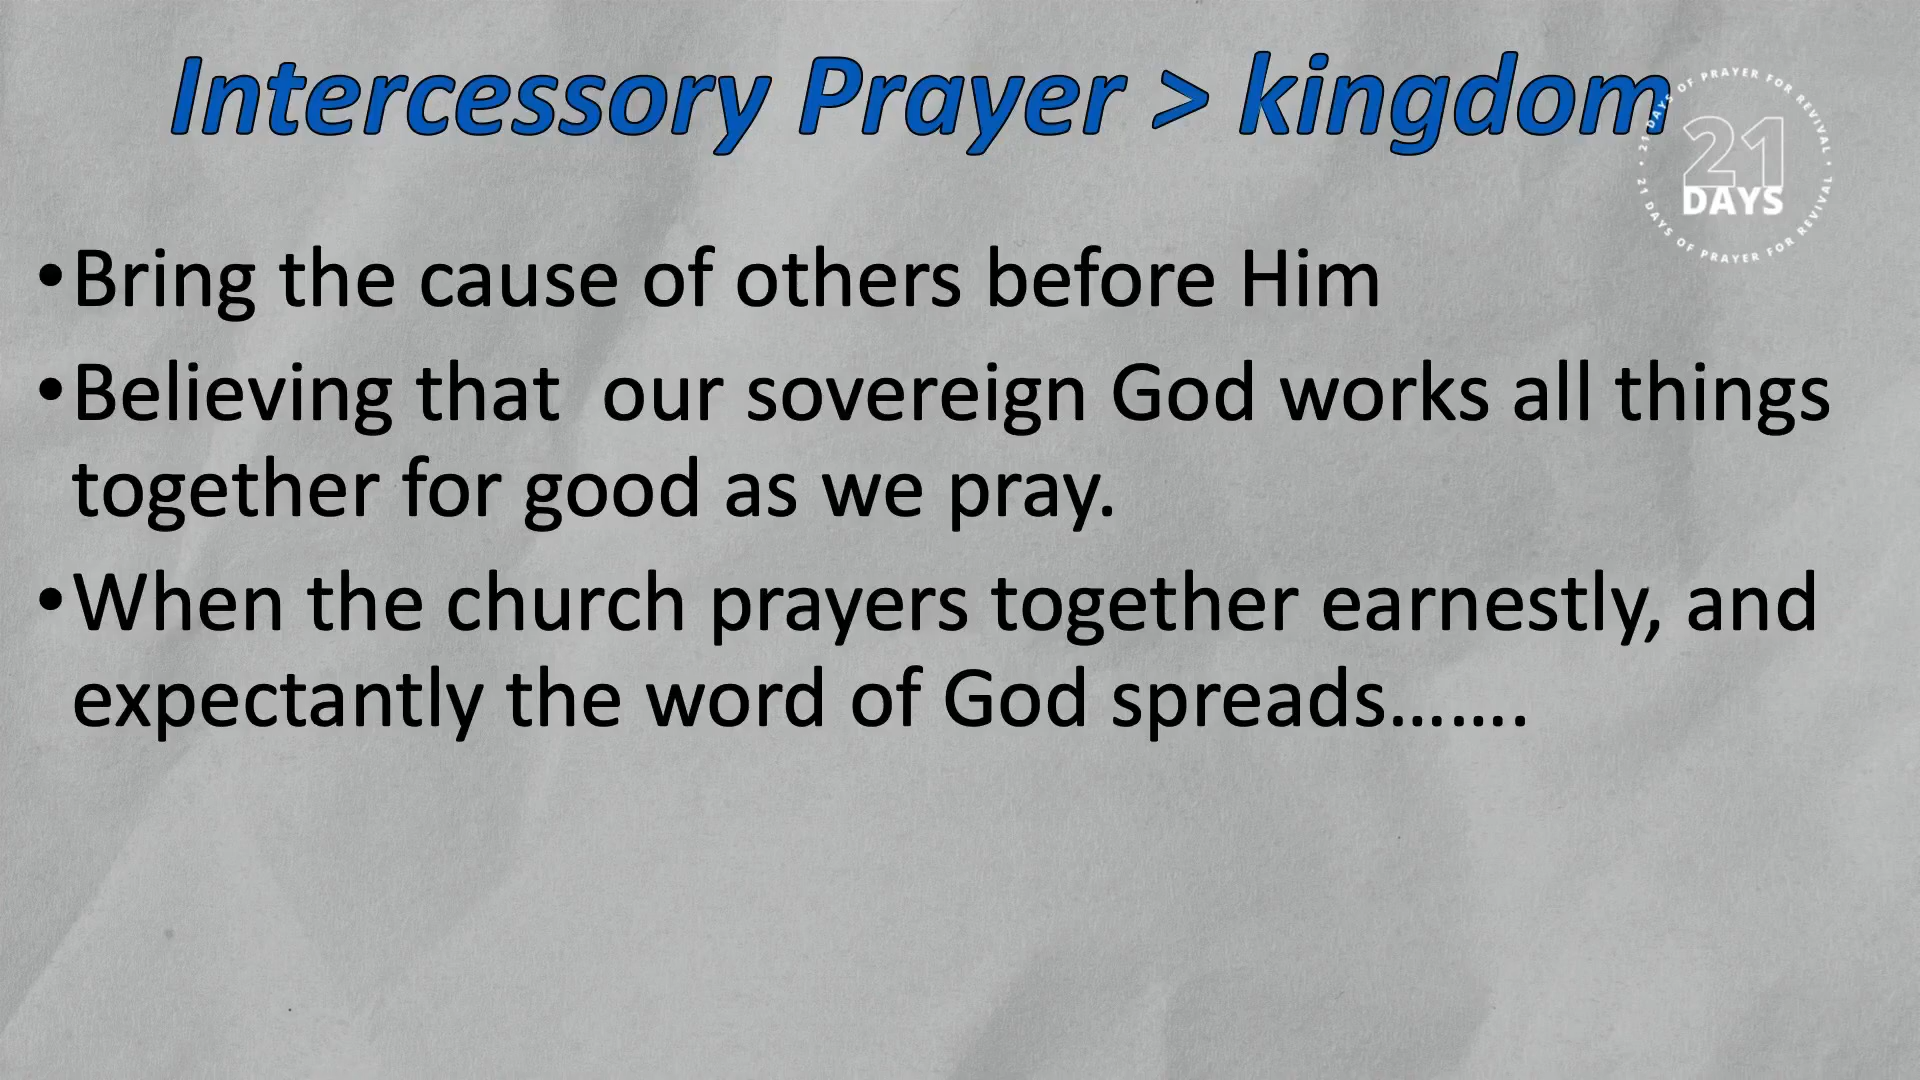 Intercessory Prayer > kingdom
• 21 DAYS OF PRAYER FOR REVIVAL •
21
DAYS
21 DAYS OF PRAYER FOR REVIVAL
•Bring the cause of others before Him
•Believing that  our sovereign God works all things
together for good as we pray.
•When the church prayers together earnestly, and
expectantly the word of God spreads…….